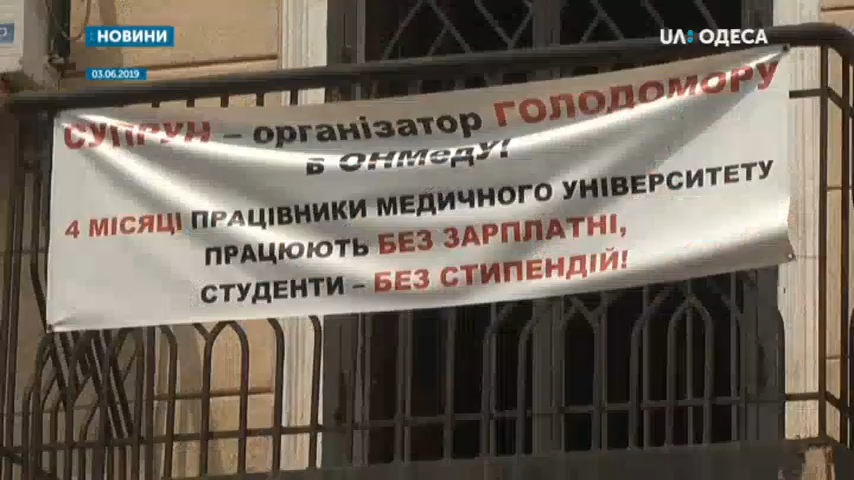 НОВИНИ
UA: ОДЕСА
03.06.2019
СУПРУН – організатор ГОЛОДОМОРУ
в ОНМедУ!
4 МІСЯЦІ ПРАЦІВНИКИ МЕДИЧНОГО УНІВЕРСИТЕТУ
ПРАЦЮЮТЬ БЕЗ ЗАРПЛАТНІ,
СТУДЕНТИ – БЕЗ СТИПЕНДІЙ!